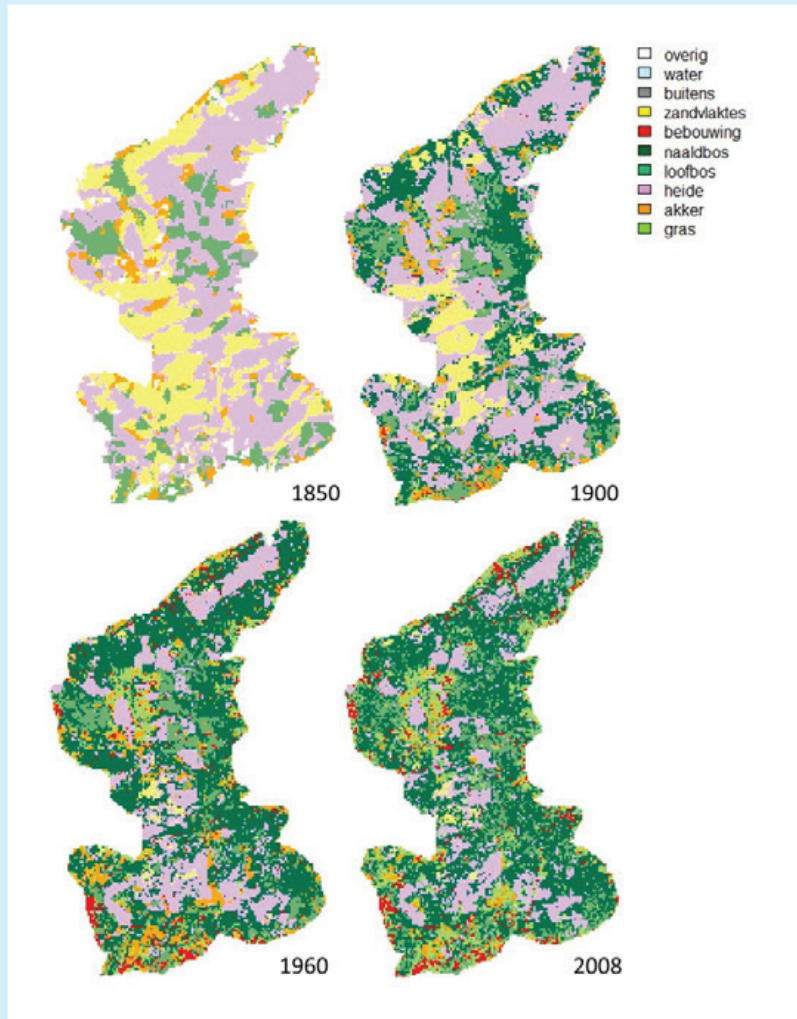 overig
water
buitens
zandvlaktes
bebouwing
naaldbos
loofbos
heide
akker
gras
1850
1900
1960
2008